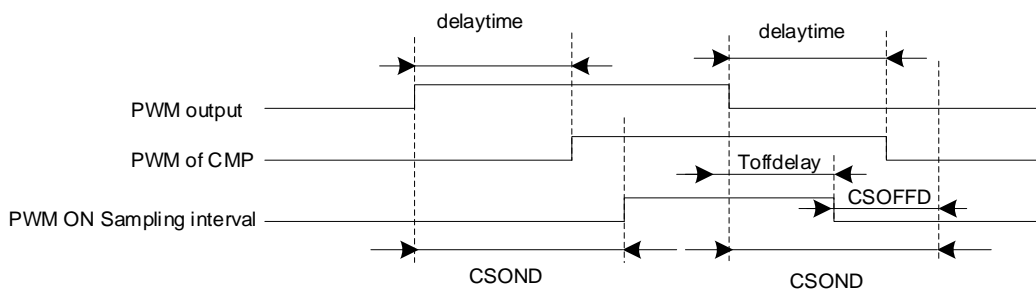 delaytime
delaytime
PWM output
PWM of CMP
Toffdelay
CSOFFD
PWM ON Sampling interval
CSOND
CSOND